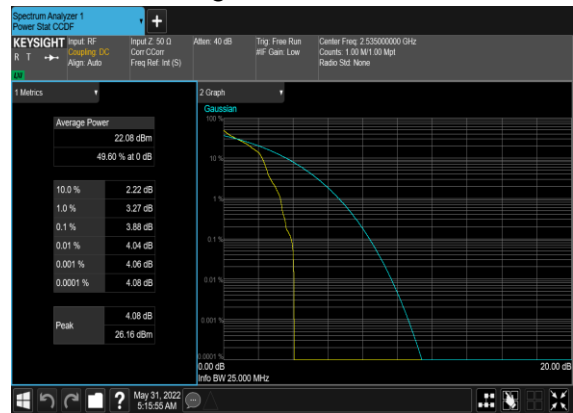 Spectrum Analyzer 1
Power Stat CCDF
+
KEYSIGHT
R T
LXI
Input: RF
Coupling: DC
Align: Auto
Input Z: 50 Ω
Corr CCorr
Freq Ref: Int (S)
Atten: 40 dB
Trig: Free Run
#IF Gain: Low
Center Freq: 2.535000000 GHz
Counts: 1.00 M/1.00 Mpt
Radio Std: None
1 Metrics
Average Power
22.08 dBm
49.60 % at 0 dB
10.0 % 2.22 dB
1.0 % 3.27 dB
0.1 % 3.88 dB
0.01 % 4.04 dB
0.001 % 4.06 dB
0.0001 % 4.08 dB
Peak
4.08 dB
26.16 dBm
2 Graph
Gaussian
100 %
10 %
1 %
0.1 %
0.01 %
0.001 %
0.0001 %
0.00 dB 20.00 dB
Info BW 25.000 MHz
?
May 31, 2022
5:15:55 AM